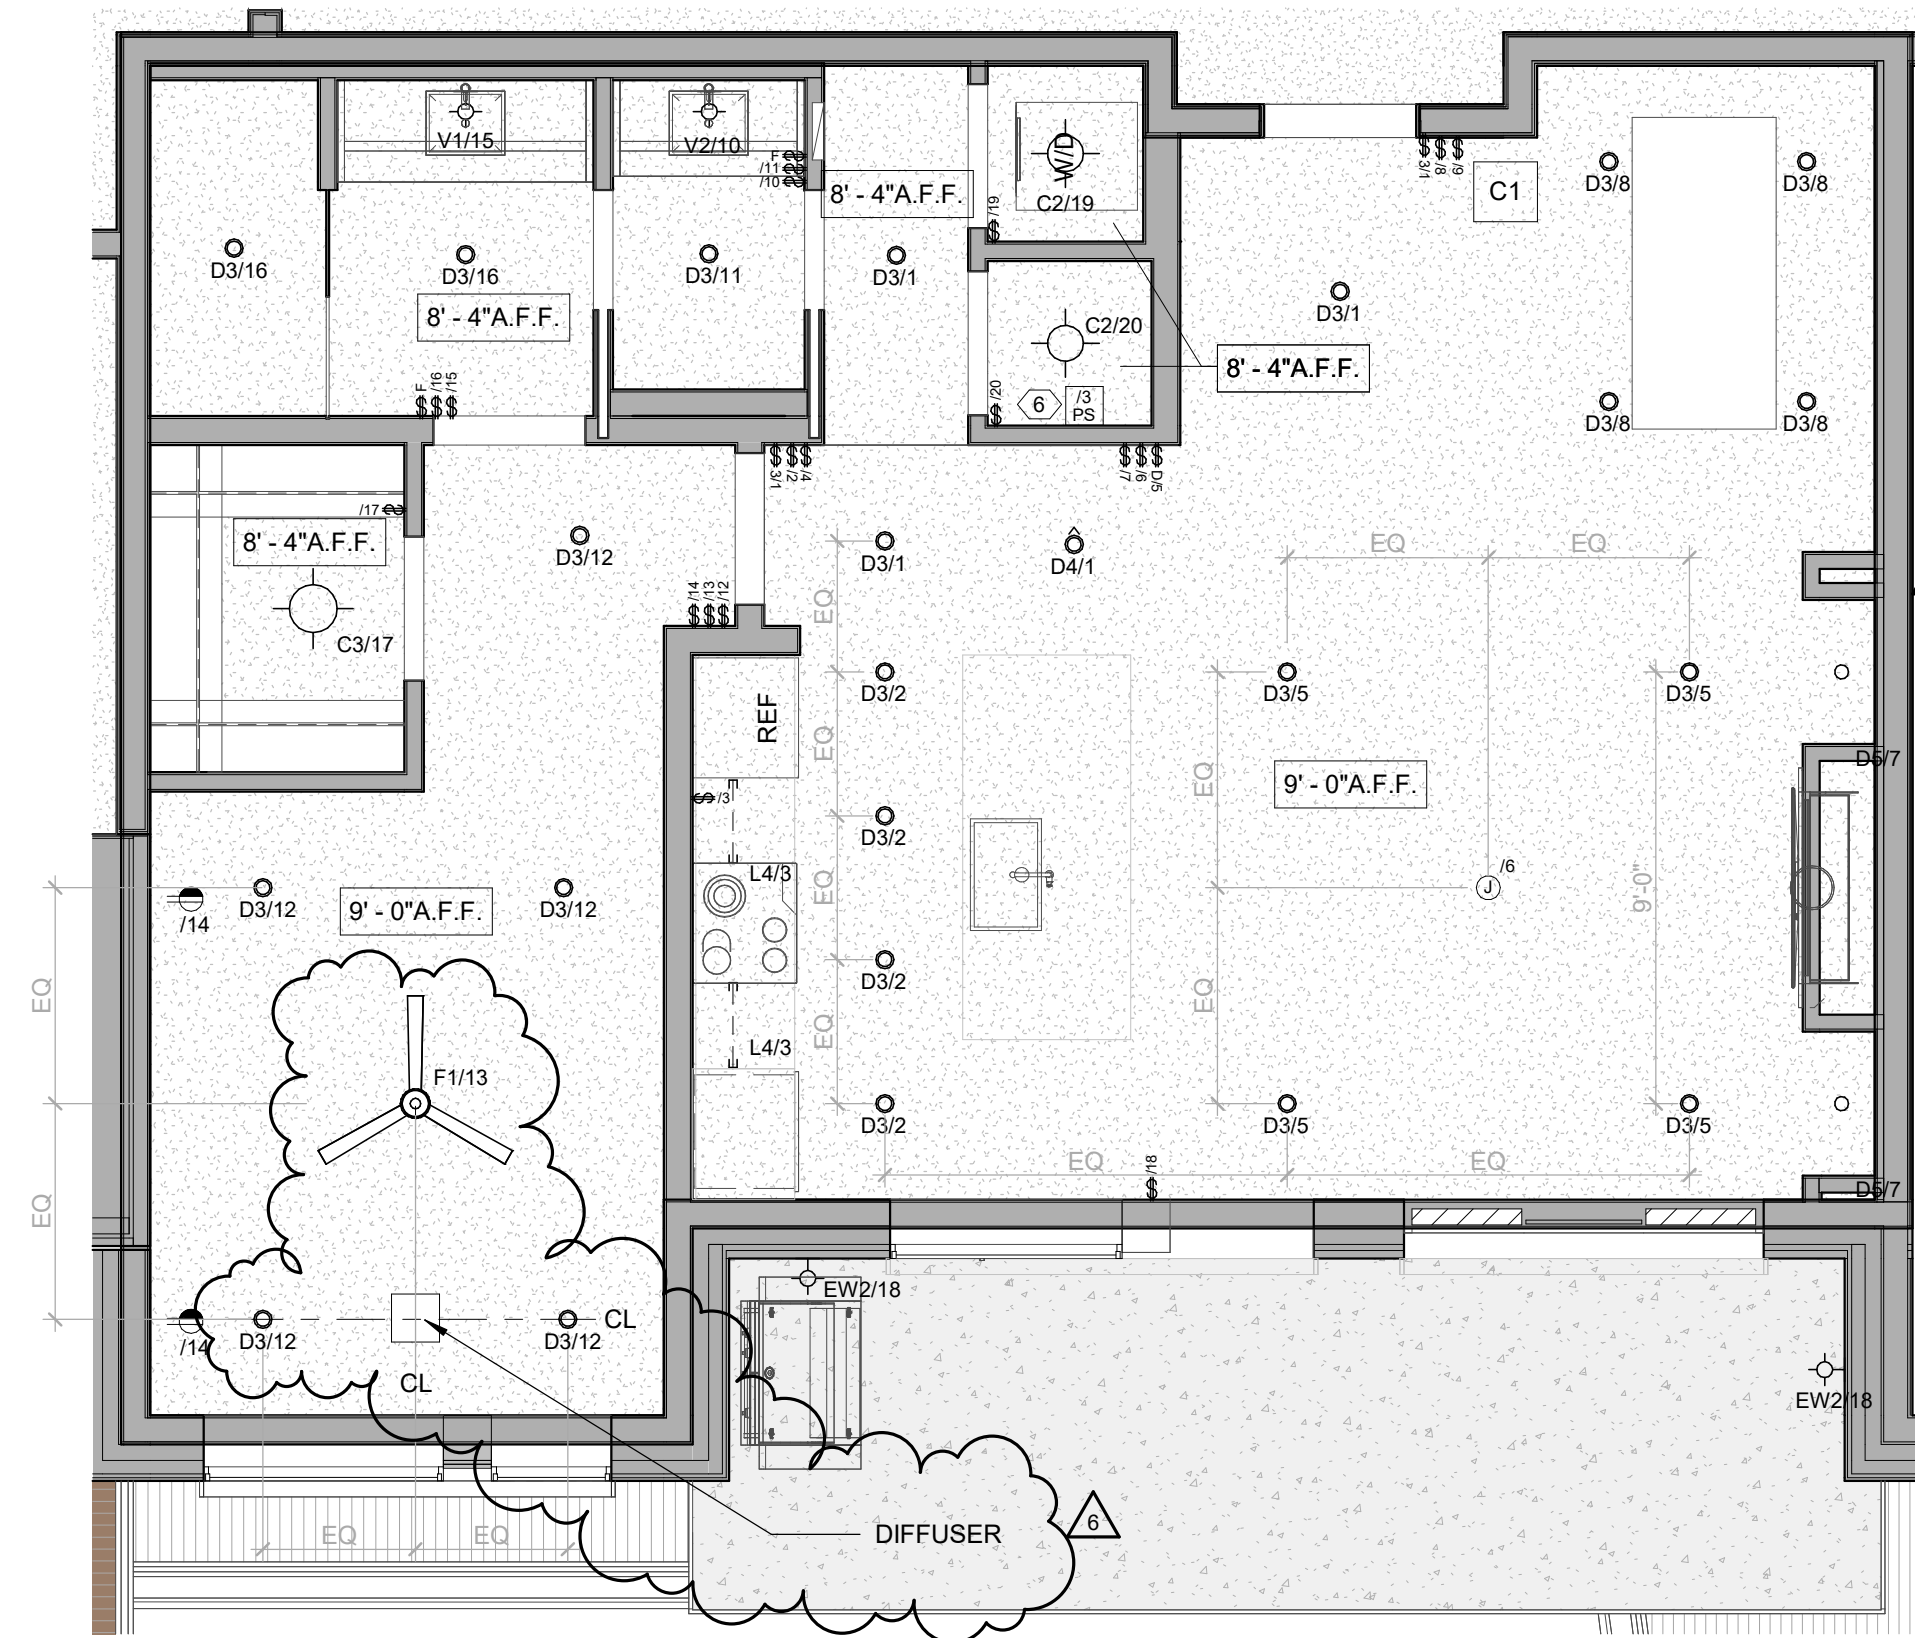 V1/15
V2/10
F
/11
/10
8' - 4"A.F.F.
W/D
C2/19
/19
3/1
/8
/9
C1
D3/8
D3/8
D3/16
D3/16
D3/11
D3/1
D3/1
8' - 4"A.F.F.
C2/20
8' - 4"A.F.F.
F
/16
/15
/20
6
/3
PS
D3/8
D3/8
3/1
/2
/4
/7
/6
D/5
/17
8' - 4"A.F.F.
D3/12
D3/1
D4/1
EQ
EQ
/14
/13
/12
EQ
C3/17
D3/2
D3/5
D3/5
REF
EQ
EQ
D5/7
9' - 0"A.F.F.
/3
D3/2
L4/3
/6
J
EQ
9'-0"
D3/12
9' - 0"A.F.F.
D3/12
/14
D3/2
EQ
EQ
EQ
L4/3
F1/13
D3/2
D3/5
D3/5
EQ
EQ
/18
EQ
D5/7
EW2/18
D3/12
D3/12
CL
/14
CL
EW2/18
EQ
EQ
DIFFUSER
6